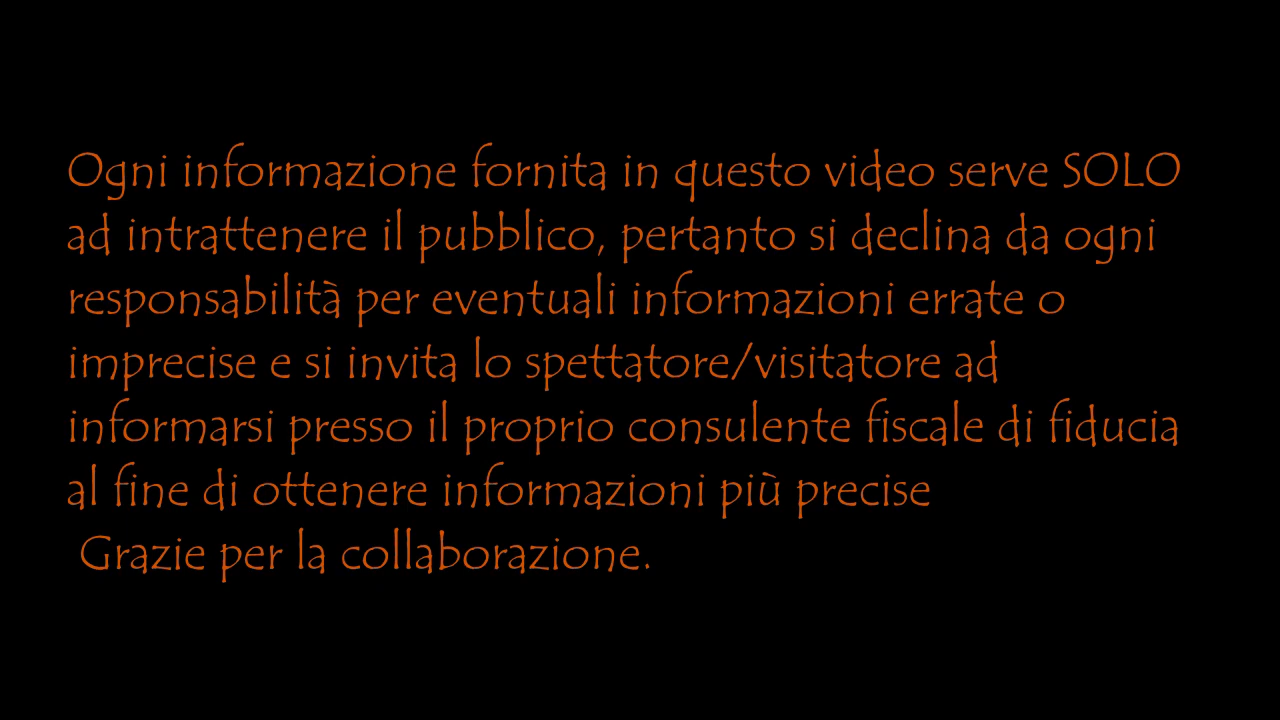 Ogni informazione fornita in questo video serve SOLO
ad intrattenere il pubblico, pertanto si declina da ogni
responsabilità per eventuali informazioni errate o
imprecise e si invita lo spettatore/visitatore ad
informarsi presso il proprio consulente fiscale di fiducia
al fine di ottenere informazioni più precise
Grazie per la collaborazione.